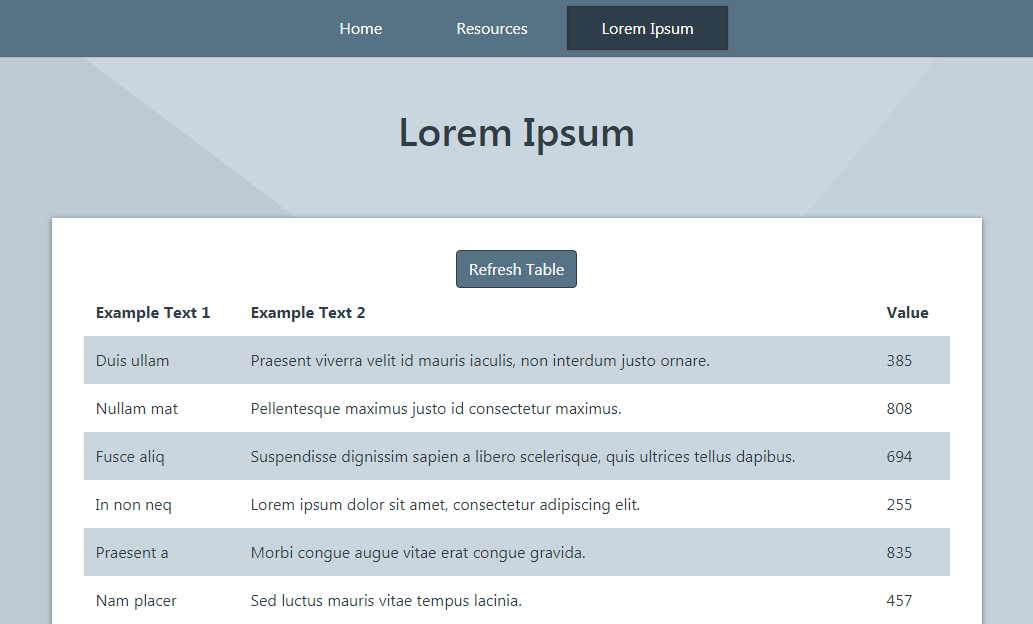 Home Resources Lorem Ipsum
Lorem Ipsum
Refresh Table
Example Text 1 Example Text 2 Value
Duis ullam Praesent viverra velit id mauris iaculis, non interdum justo ornare. 385
Nullam mat Pellentesque maximus justo id consectetur maximus. 808
Fusce aliq Suspendisse dignissim sapien a libero scelerisque, quis ultrices tellus dapibus. 694
In non neq Lorem ipsum dolor sit amet, consectetur adipiscing elit. 255
Praesent a Morbi congue augue vitae erat congue gravida. 835
Nam placer Sed luctus mauris vitae tempus lacinia. 457